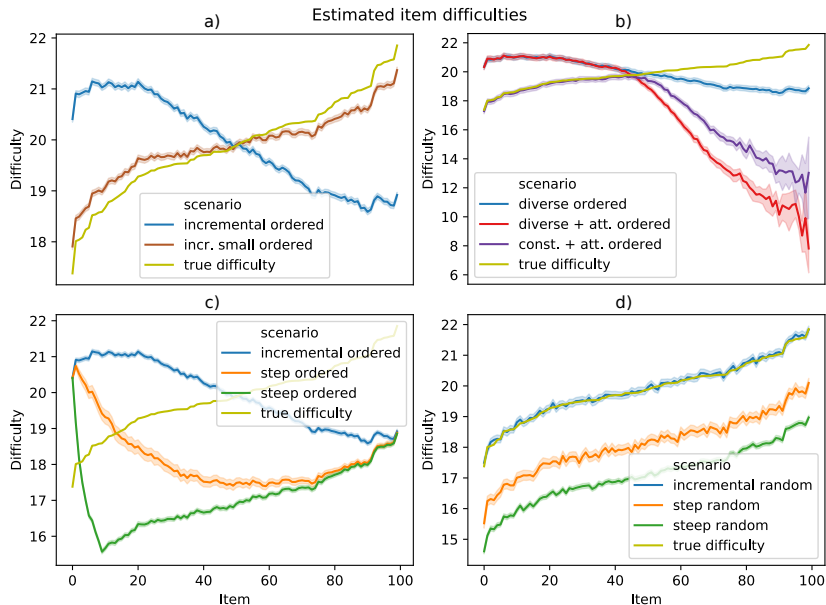 Estimated item difficulties
a)
22
21
20
19
18
Difficulty
scenario
incremental ordered
incr. small ordered
true difficulty
b)
22
20
18
16
14
12
10
8
6
Difficulty
scenario
diverse ordered
diverse + att. ordered
const. + att. ordered
true difficulty
c)
22
21
20
19
18
17
16
Difficulty
scenario
incremental ordered
step ordered
steep ordered
true difficulty
0 20 40 60 80 100
Item
d)
22
21
20
19
18
17
16
15
Difficulty
scenario
incremental random
step random
steep random
true difficulty
0 20 40 60 80 100
Item